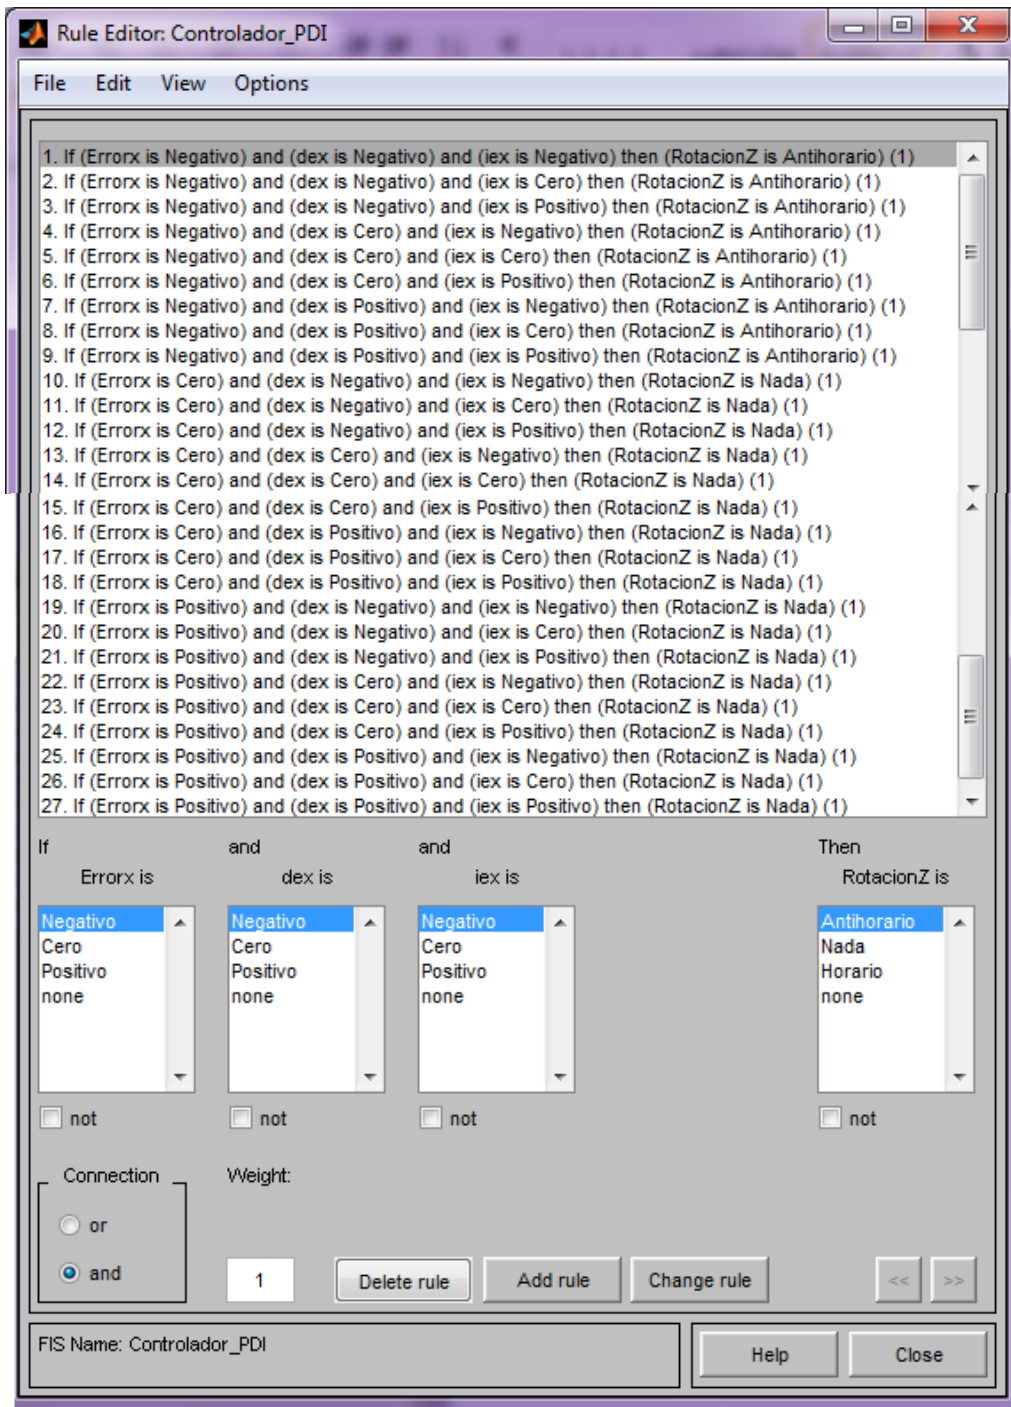 Rule Editor: Controlador_PDI
File Edit View Options
1. If (Errorx is Negativo) and (dex is Negativo) and (iex is Negativo) then (RotacionZ is Antihorario) (1)
2. If (Errorx is Negativo) and (dex is Negativo) and (iex is Cero) then (RotacionZ is Antihorario) (1)
3. If (Errorx is Negativo) and (dex is Negativo) and (iex is Positivo) then (RotacionZ is Antihorario) (1)
4. If (Errorx is Negativo) and (dex is Cero) and (iex is Negativo) then (RotacionZ is Antihorario) (1)
5. If (Errorx is Negativo) and (dex is Cero) and (iex is Cero) then (RotacionZ is Antihorario) (1)
6. If (Errorx is Negativo) and (dex is Cero) and (iex is Positivo) then (RotacionZ is Antihorario) (1)
7. If (Errorx is Negativo) and (dex is Positivo) and (iex is Negativo) then (RotacionZ is Antihorario) (1)
8. If (Errorx is Negativo) and (dex is Positivo) and (iex is Cero) then (RotacionZ is Antihorario) (1)
9. If (Errorx is Negativo) and (dex is Positivo) and (iex is Positivo) then (RotacionZ is Antihorario) (1)
10. If (Errorx is Cero) and (dex is Negativo) and (iex is Negativo) then (RotacionZ is Nada) (1)
11. If (Errorx is Cero) and (dex is Negativo) and (iex is Cero) then (RotacionZ is Nada) (1)
12. If (Errorx is Cero) and (dex is Negativo) and (iex is Positivo) then (RotacionZ is Nada) (1)
13. If (Errorx is Cero) and (dex is Cero) and (iex is Negativo) then (RotacionZ is Nada) (1)
14. If (Errorx is Cero) and (dex is Cero) and (iex is Cero) then (RotacionZ is Nada) (1)
15. If (Errorx is Cero) and (dex is Cero) and (iex is Positivo) then (RotacionZ is Nada) (1)
16. If (Errorx is Cero) and (dex is Positivo) and (iex is Negativo) then (RotacionZ is Nada) (1)
17. If (Errorx is Cero) and (dex is Positivo) and (iex is Cero) then (RotacionZ is Nada) (1)
18. If (Errorx is Cero) and (dex is Positivo) and (iex is Positivo) then (RotacionZ is Nada) (1)
19. If (Errorx is Positivo) and (dex is Negativo) and (iex is Negativo) then (RotacionZ is Nada) (1)
20. If (Errorx is Positivo) and (dex is Negativo) and (iex is Cero) then (RotacionZ is Nada) (1)
21. If (Errorx is Positivo) and (dex is Negativo) and (iex is Positivo) then (RotacionZ is Nada) (1)
22. If (Errorx is Positivo) and (dex is Cero) and (iex is Negativo) then (RotacionZ is Nada) (1)
23. If (Errorx is Positivo) and (dex is Cero) and (iex is Cero) then (RotacionZ is Nada) (1)
24. If (Errorx is Positivo) and (dex is Cero) and (iex is Positivo) then (RotacionZ is Nada) (1)
25. If (Errorx is Positivo) and (dex is Positivo) and (iex is Negativo) then (RotacionZ is Nada) (1)
26. If (Errorx is Positivo) and (dex is Positivo) and (iex is Cero) then (RotacionZ is Nada) (1)
27. If (Errorx is Positivo) and (dex is Positivo) and (iex is Positivo) then (RotacionZ is Nada) (1)
If and and Then
Errorx is dex is iex is RotacionZ is
Negativo Negativo Negativo Antihorario
Cero Cero Cero Nada
Positivo Positivo Positivo Horario
none none none none
not not not not
Connection Weight:
or
and 1 Delete rule Add rule Change rule << >>
FIS Name: Controlador_PDI Help Close